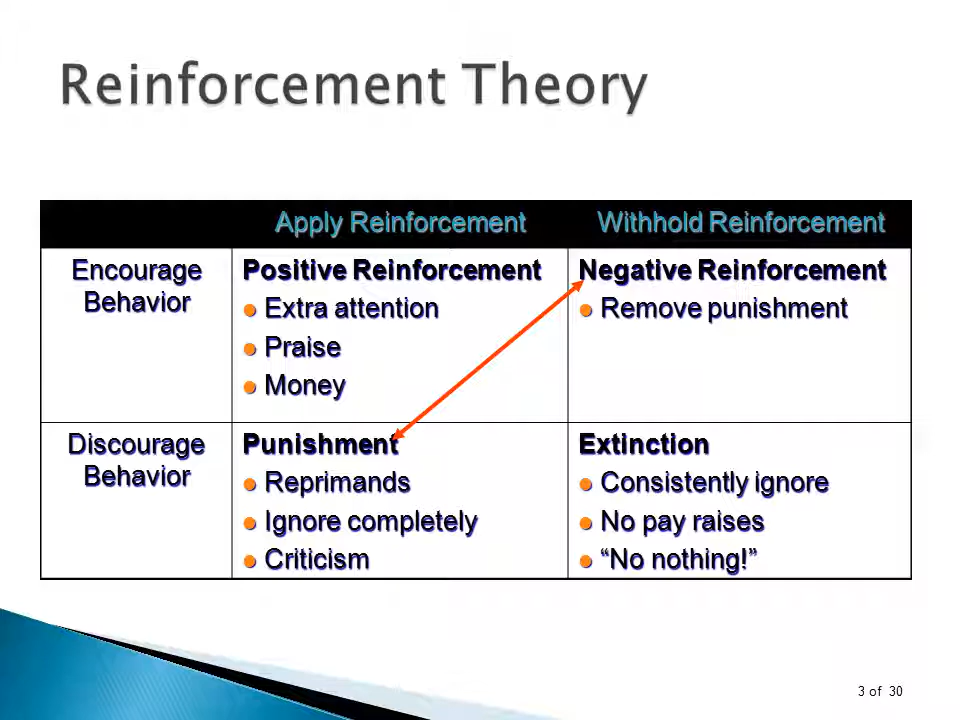 Reinforcement Theory
Apply Reinforcement
Withhold Reinforcement
Encourage
Behavior
Positive Reinforcement
Extra attention
Praise
Money
Negative Reinforcement
Remove punishment
Discourage
Behavior
Punishment
Reprimands
Ignore completely
Criticism
Extinction
Consistently ignore
No pay raises
“No nothing!”
3 of 30